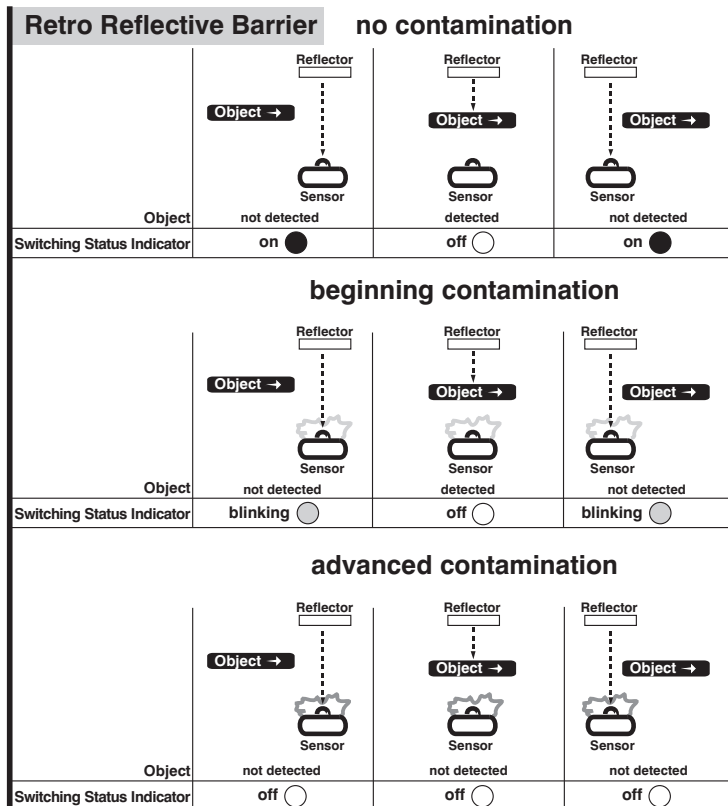 Retro Reflective Barrier no contamination
Reflector Reflector Reflector
Object → Object → Object →
Sensor Sensor Sensor
Object not detected detected not detected
Switching Status Indicator on off on
beginning contamination
Reflector Reflector Reflector
Object → Object → Object →
Sensor Sensor Sensor
Object not detected detected not detected
Switching Status Indicator blinking off blinking
advanced contamination
Reflector Reflector Reflector
Object → Object → Object →
Sensor Sensor Sensor
Object not detected not detected not detected
Switching Status Indicator off off off